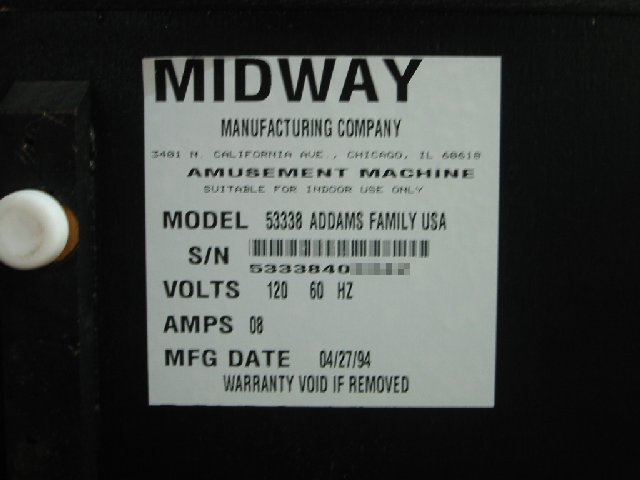 MIDWAY
MANUFACTURING COMPANY
3401 N. CALIFORNIA AVE., CHICAGO, IL 60618
AMUSEMENT MACHINE
SUITABLE FOR INDOOR USE ONLY
MODEL 53338 ADDAMS FAMILY USA
S/N
5333840
VOLTS 120 60 HZ
AMPS 08
MFG DATE 04/27/94
WARRANTY VOID IF REMOVED